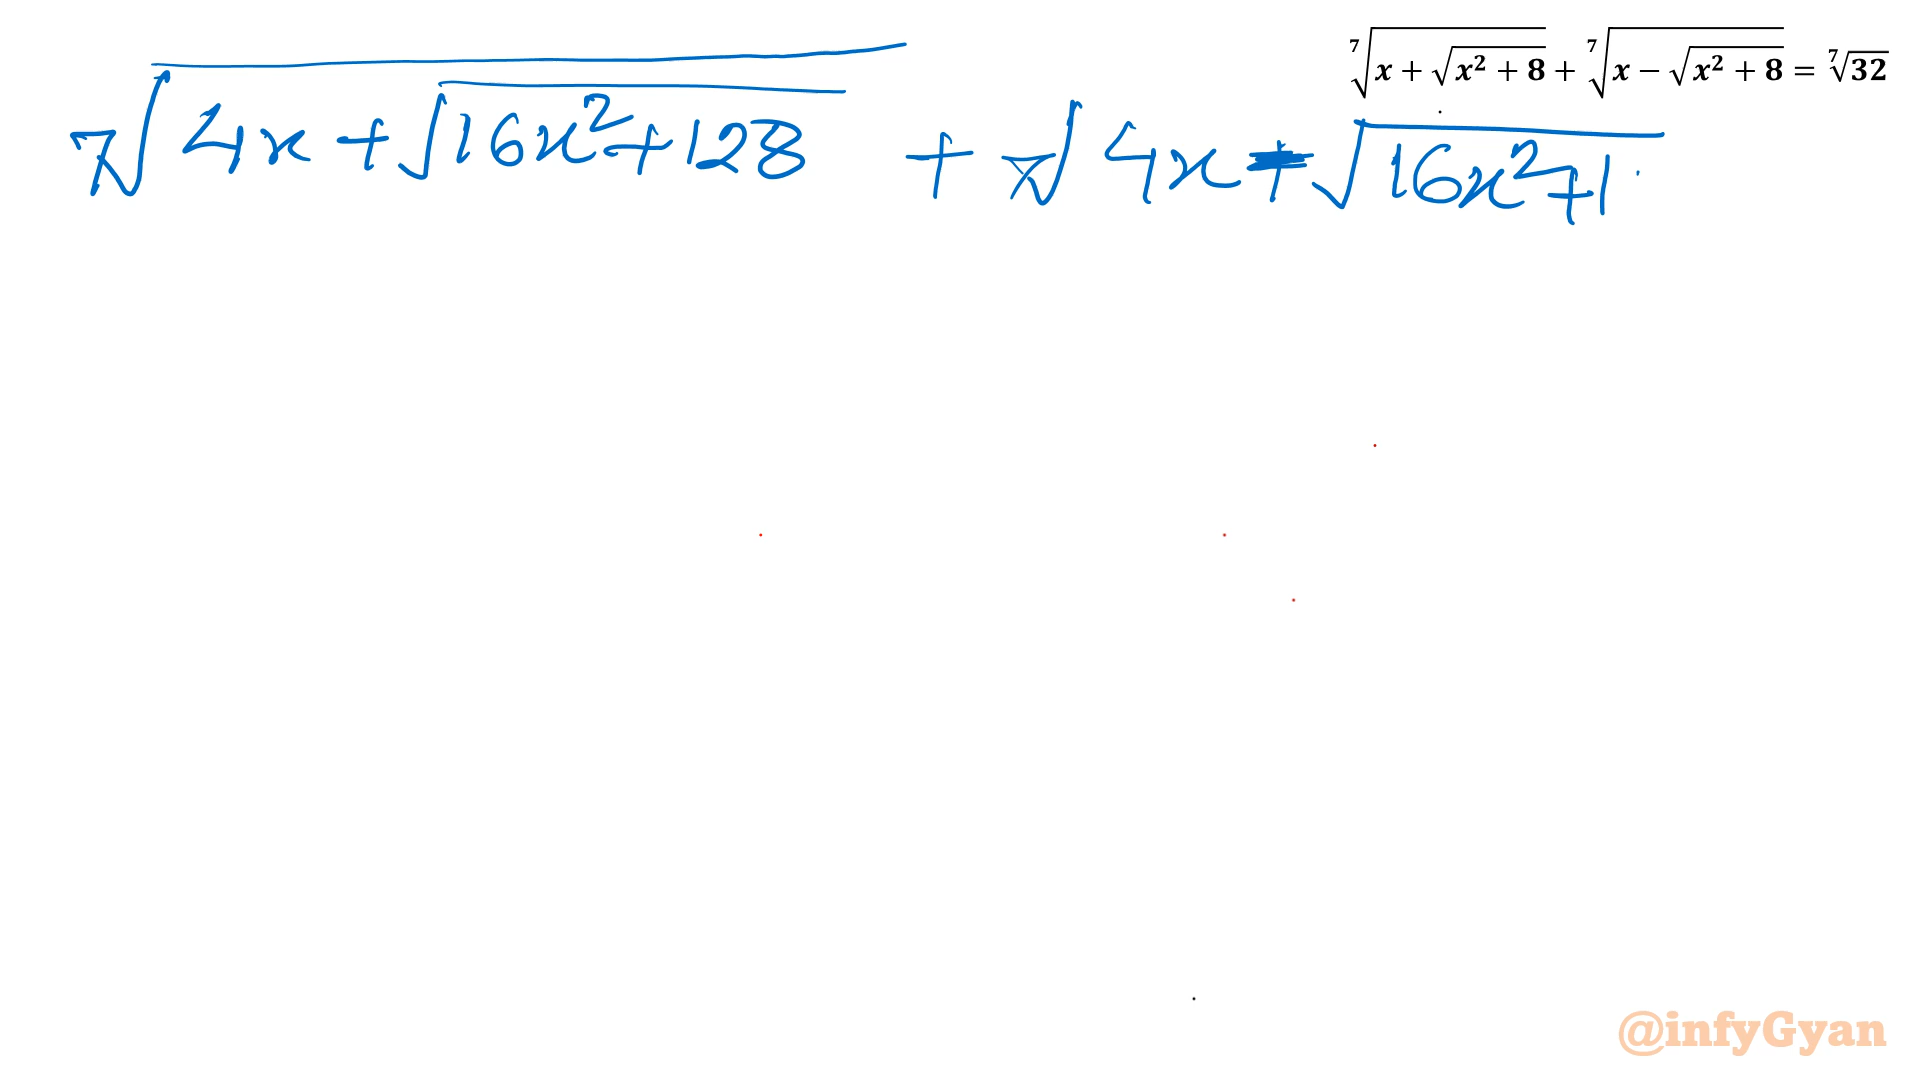 ⁷√(x + √(x² + 8)) + ⁷√(x − √(x² + 8)) = ⁷√32
⁷√(4x + √(16x² + 128)) + ⁷√(4x − √(16x² + 1
@infyGyan